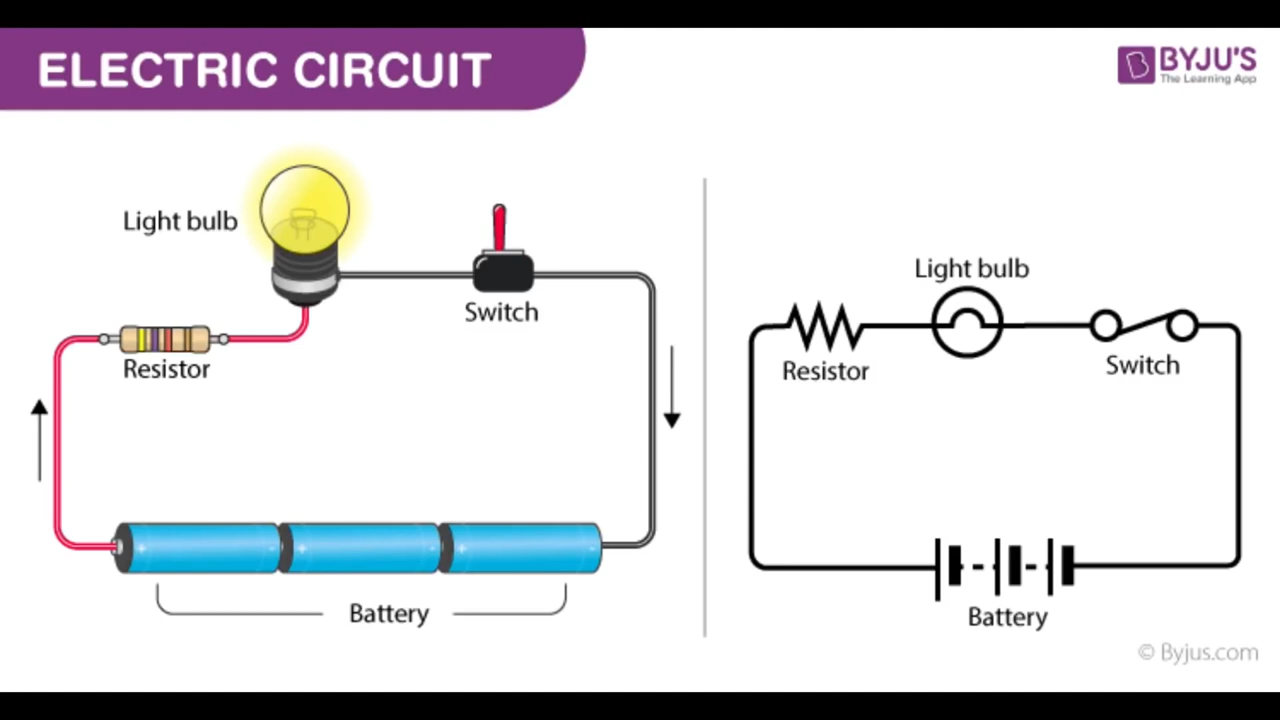 ELECTRIC CIRCUIT
BYJU'S
The Learning App
Light bulb
Switch
Resistor
Battery
Light bulb
Resistor
Switch
Battery
© Byjus.com